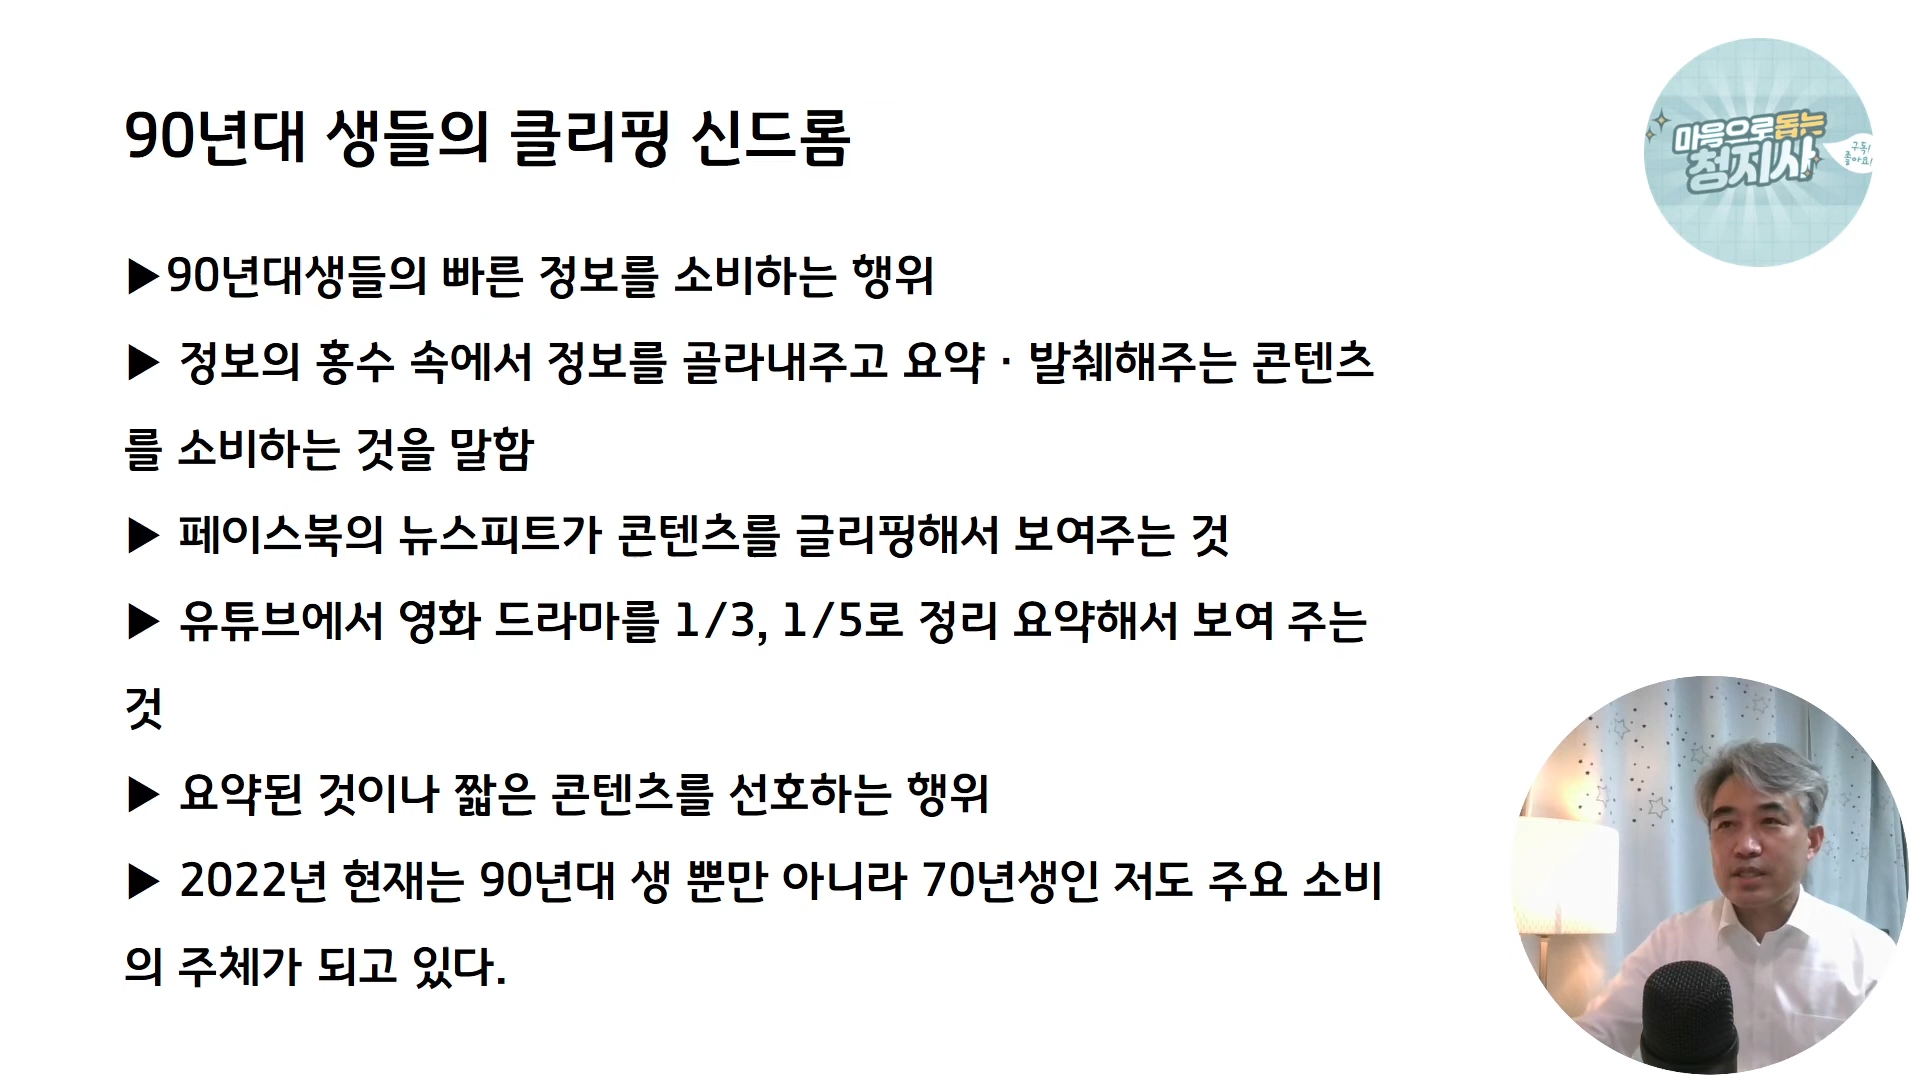 90년대 생들의 클리핑 신드롬
마음으로돕는
청지사
구독!
좋아요!
▶90년대생들의 빠른 정보를 소비하는 행위
▶ 정보의 홍수 속에서 정보를 골라내주고 요약·발췌해주는 콘텐츠
를 소비하는 것을 말함
▶ 페이스북의 뉴스피트가 콘텐츠를 글리핑해서 보여주는 것
▶ 유튜브에서 영화 드라마를 1/3, 1/5로 정리 요약해서 보여 주는
것
▶ 요약된 것이나 짧은 콘텐츠를 선호하는 행위
▶ 2022년 현재는 90년대 생 뿐만 아니라 70년생인 저도 주요 소비
의 주체가 되고 있다.